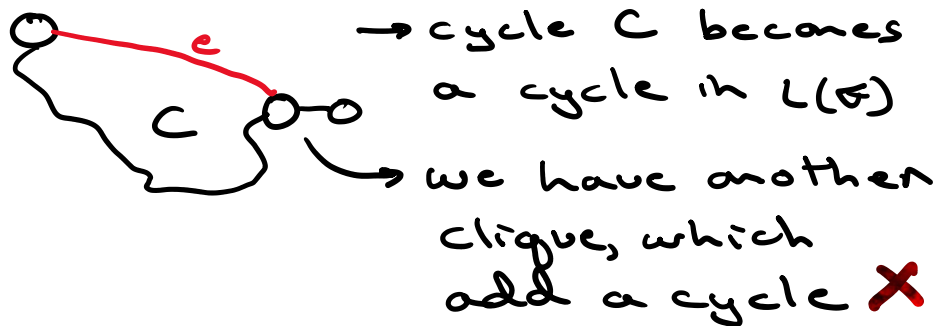 e
→ cycle C becomes
a cycle in L(G)
C
→ we have another
clique, which
add a cycle ✗